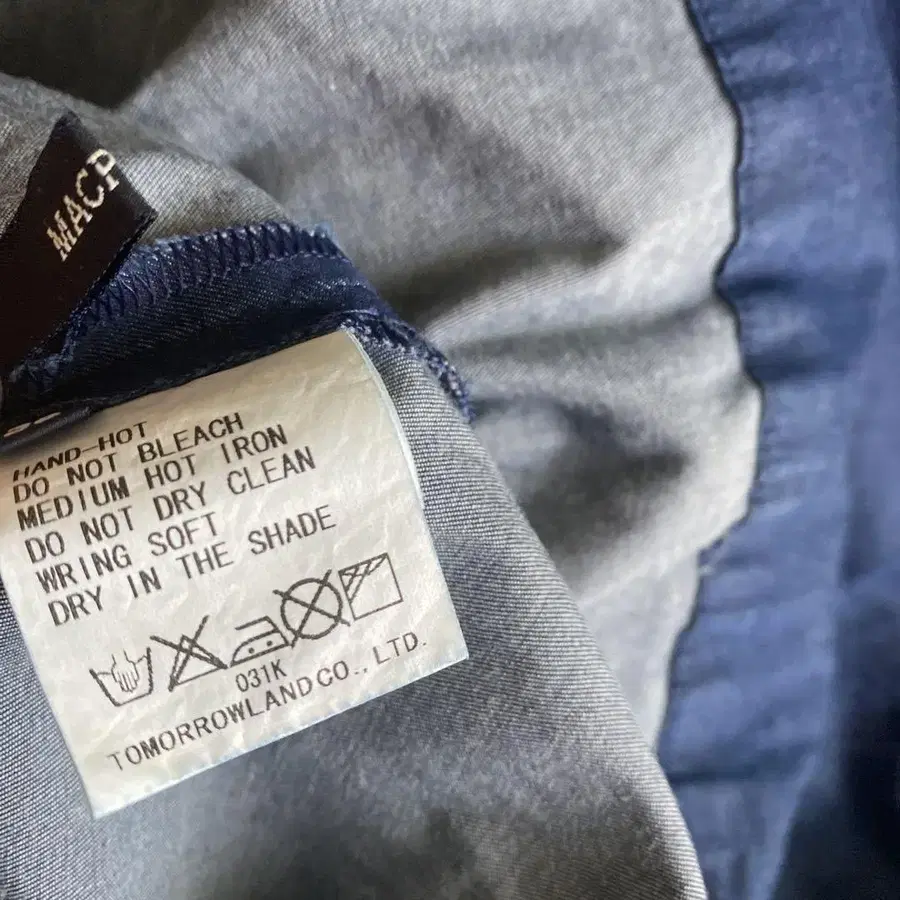 MACP
HAND-HOT
DO NOT BLEACH
MEDIUM HOT IRON
DO NOT DRY CLEAN
WRING SOFT
DRY IN THE SHADE
031K
TOMORROWLAND CO., LTD.